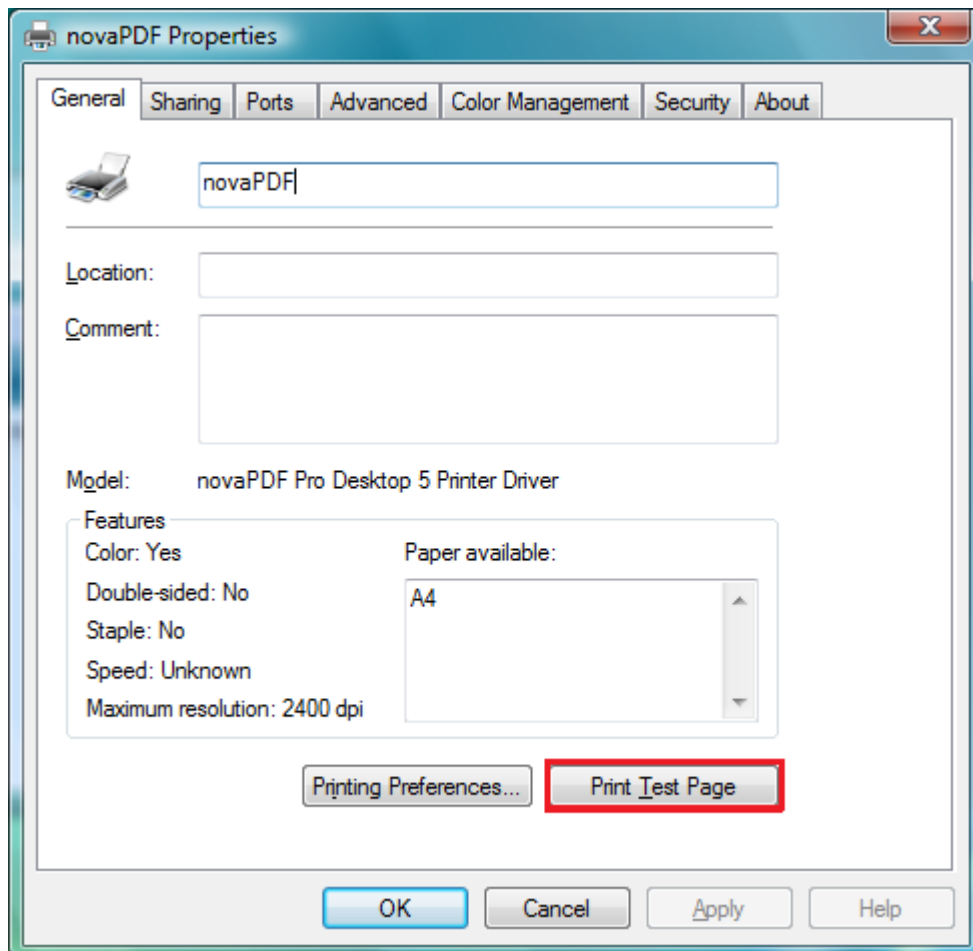 novaPDF Properties
General Sharing Ports Advanced Color Management Security About
novaPDF
Location:
Comment:
Model: novaPDF Pro Desktop 5 Printer Driver
Features
Color: Yes Paper available:
Double-sided: No A4
Staple: No
Speed: Unknown
Maximum resolution: 2400 dpi
Printing Preferences... Print Test Page
OK Cancel Apply Help